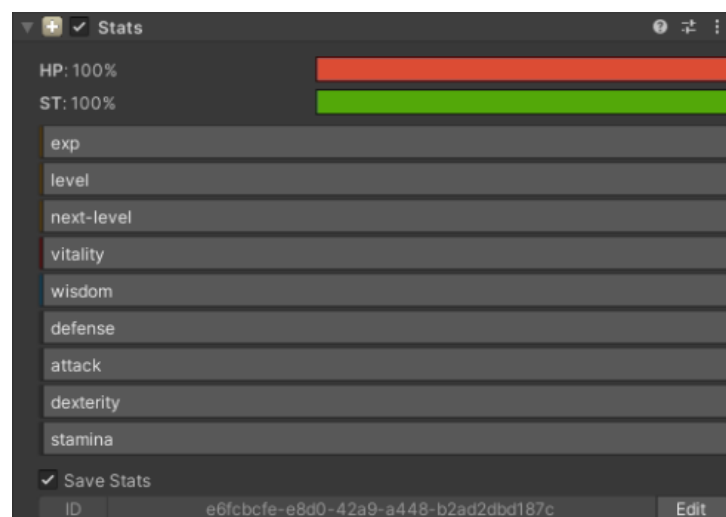 Stats
HP: 100%
ST: 100%
exp
level
next-level
vitality
wisdom
defense
attack
dexterity
stamina
Save Stats
ID e6fcbcfe-e8d0-42a9-a448-b2ad2dbd187c Edit